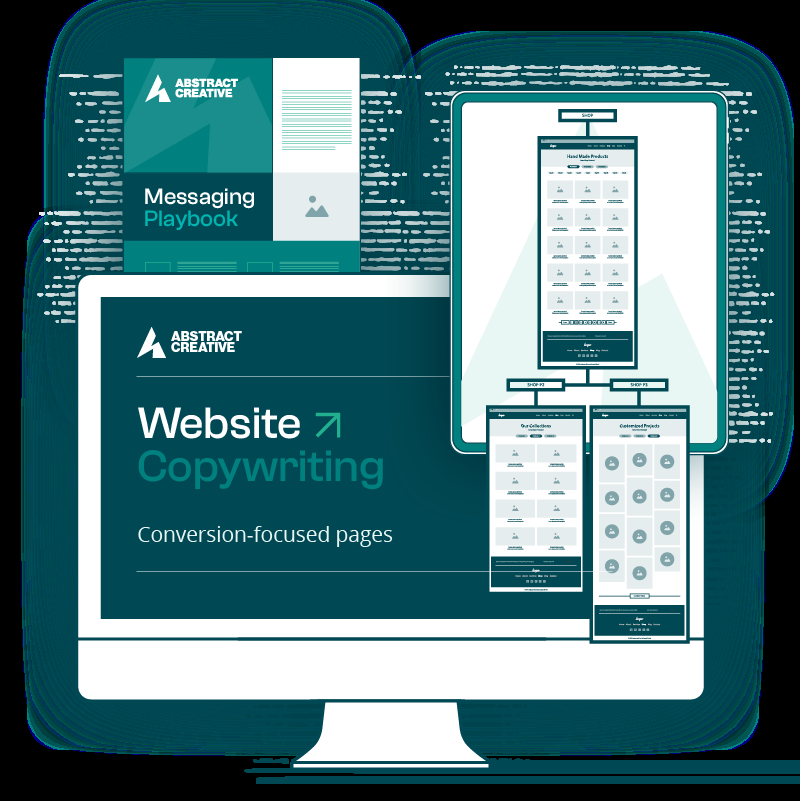 ABSTRACT
CREATIVE
Messaging
Playbook
ABSTRACT
CREATIVE
Website
Copywriting
Conversion-focused pages
SHOP
Hand Made Products
SHOP P2
SHOP P3
Our Collections
Customized Projects